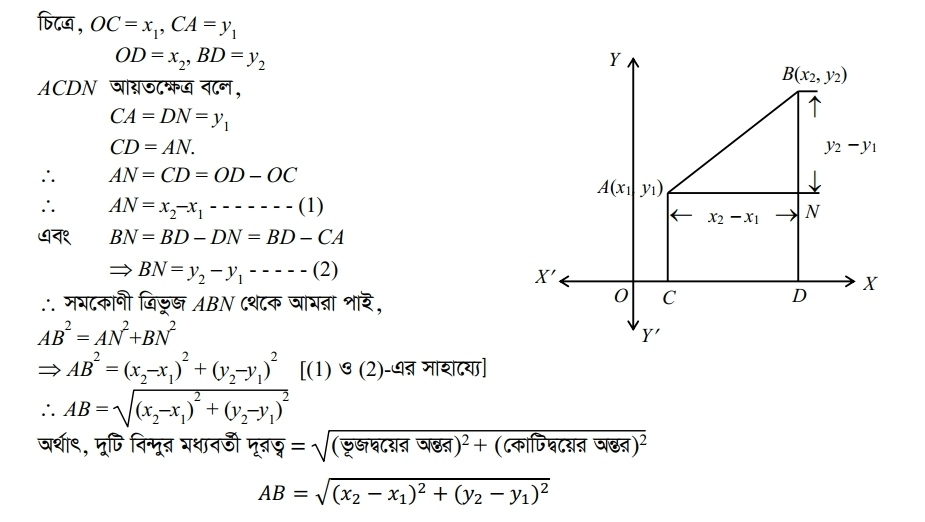 চিত্রে, OC = x₁, CA = y₁
OD = x₂, BD = y₂
ACDN আয়তক্ষেত্র বলে,
CA = DN = y₁
CD = AN.
∴ AN = CD = OD – OC
∴ AN = x₂–x₁ - - - - - - - (1)
এবং BN = BD – DN = BD – CA
⇒ BN = y₂ – y₁ - - - - - (2)
∴ সমকোণী ত্রিভুজ ABN থেকে আমরা পাই,
AB² = AN²+BN²
⇒ AB² = (x₂–x₁)² + (y₂–y₁)² [(1) ও (2)-এর সাহায্যে]
∴ AB = √(x₂–x₁)² + (y₂–y₁)²
অর্থাৎ, দুটি বিন্দুর মধ্যবর্তী দূরত্ব = √(ভূজদ্বয়ের অন্তর)² + (কোটিদ্বয়ের অন্তর)²
AB = √(x₂ − x₁)² + (y₂ − y₁)²
Y
B(x₂, y₂)
y₂ – y₁
A(x₁, y₁)
x₂ – x₁
N
X′
X
O
C
D
Y′